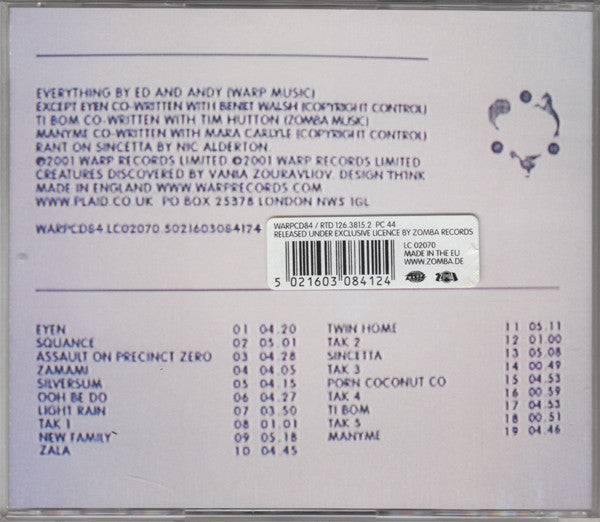 EVERYTHING BY ED AND ANDY (WARP MUSIC)
EXCEPT EYEN CO-WRITTEN WITH BENET WALSH (COPYRIGHT CONTROL)
TI BOM CO-WRITTEN WITH TIM HUTTON (ZOMBA MUSIC)
MANYME CO-WRITTEN WITH MARA CARLYLE (COPYRIGHT CONTROL)
RANT ON SINCETTA BY NIC ALDERTON.
℗2001 WARP RECORDS LIMITED ©2001 WARP RECORDS LIMITED
CREATURES DISCOVERED BY VANIA ZOURAVLIOV. DESIGN TH1NK
MADE IN ENGLAND WWW.WARPRECORDS.COM
WWW.PLAID.CO.UK PO BOX 25378 LONDON NW5 1GL
WARPCD84 LC02070 5021603084124
WARPCD84 / RTD 126.3815.2 PC 44
RELEASED UNDER EXCLUSIVE LICENCE BY ZOMBA RECORDS
LC 02070
MADE IN THE EU
WWW.ZOMBA.DE
5 021603 084124
EYEN 01 04.20
SQUANCE 02 05.01
ASSAULT ON PRECINCT ZERO 03 04.28
ZAMAMI 04 04.05
SILVERSUM 05 04.15
OOH BE DO 06 04.27
LIGHT RAIN 07 03.50
TAK 1 08 01.01
NEW FAMILY 09 05.18
ZALA 10 04.45
TWIN HOME 11 05.11
TAK 2 12 01.00
SINCETTA 13 05.08
TAK 3 14 00.49
PORN COCONUT CO 15 04.53
TAK 4 16 00.59
TI BOM 17 04.53
TAK 5 18 00.51
MANYME 19 04.46